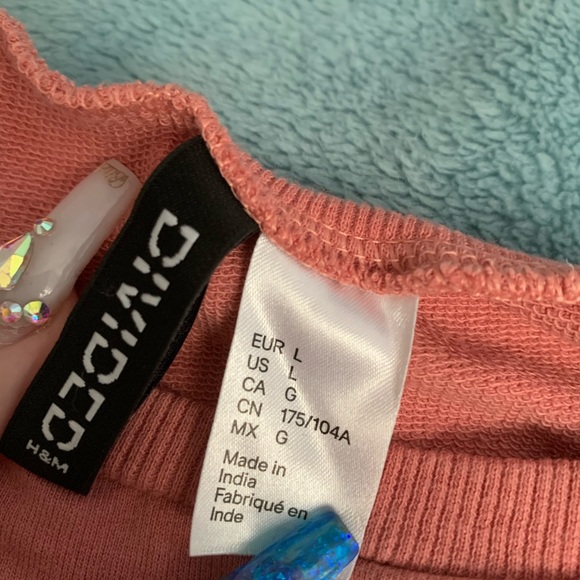 DIVIDED
H&M
EUR L
US L
CA G
CN 175/104A
MX G
Made in
India
Fabriqué en
Inde